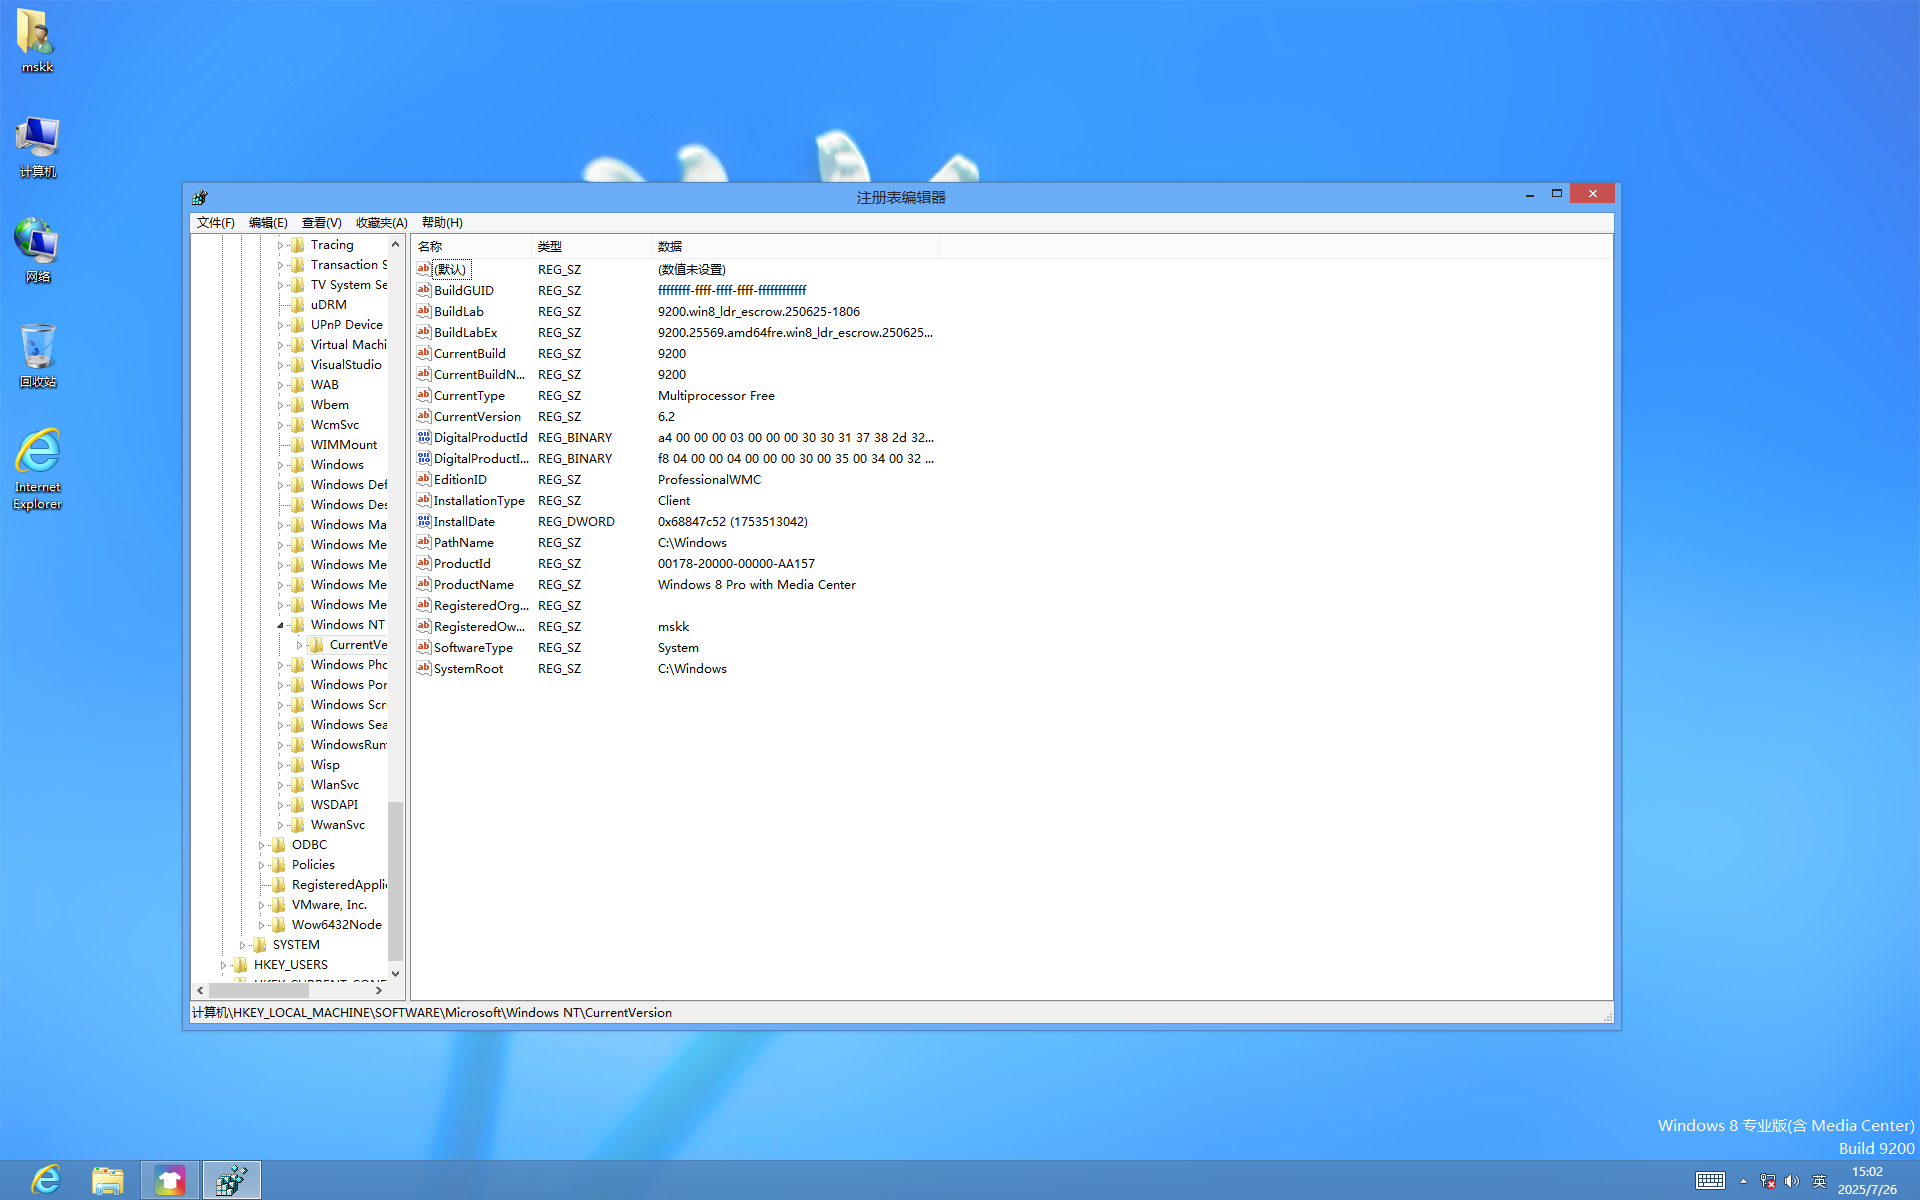 mskk
计算机
网络
回收站
Internet
Explorer
注册表编辑器
文件(F) 编辑(E) 查看(V) 收藏夹(A) 帮助(H)
Tracing
Transaction S
TV System Se
uDRM
UPnP Device
Virtual Machi
VisualStudio
WAB
Wbem
WcmSvc
WIMMount
Windows
Windows Def
Windows Des
Windows Ma
Windows Me
Windows Me
Windows Me
Windows Me
Windows NT
CurrentVe
Windows Pho
Windows Por
Windows Scr
Windows Sea
WindowsRun
Wisp
WlanSvc
WSDAPI
WwanSvc
ODBC
Policies
RegisteredAppli
VMware, Inc.
Wow6432Node
SYSTEM
HKEY_USERS
名称 类型 数据
(默认) REG_SZ (数值未设置)
BuildGUID REG_SZ ffffffff-ffff-ffff-ffff-ffffffffffff
BuildLab REG_SZ 9200.win8_ldr_escrow.250625-1806
BuildLabEx REG_SZ 9200.25569.amd64fre.win8_ldr_escrow.250625...
CurrentBuild REG_SZ 9200
CurrentBuildN... REG_SZ 9200
CurrentType REG_SZ Multiprocessor Free
CurrentVersion REG_SZ 6.2
DigitalProductId REG_BINARY a4 00 00 00 03 00 00 00 30 30 31 37 38 2d 32...
DigitalProductI... REG_BINARY f8 04 00 00 04 00 00 00 30 00 35 00 34 00 32 ...
EditionID REG_SZ ProfessionalWMC
InstallationType REG_SZ Client
InstallDate REG_DWORD 0x68847c52 (1753513042)
PathName REG_SZ C:\Windows
ProductId REG_SZ 00178-20000-00000-AA157
ProductName REG_SZ Windows 8 Pro with Media Center
RegisteredOrg... REG_SZ
RegisteredOw... REG_SZ mskk
SoftwareType REG_SZ System
SystemRoot REG_SZ C:\Windows
计算机\HKEY_LOCAL_MACHINE\SOFTWARE\Microsoft\Windows NT\CurrentVersion
Windows 8 专业版(含 Media Center)
Build 9200
英
15:02
2025/7/26